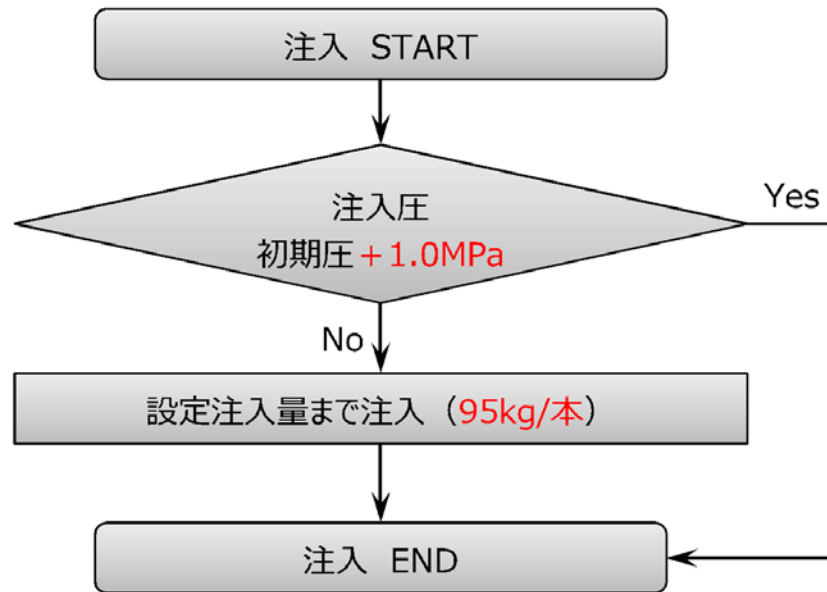 注入 START
注入圧
初期圧+1.0MPa
Yes
No
設定注入量まで注入（95kg/本）
注入 END